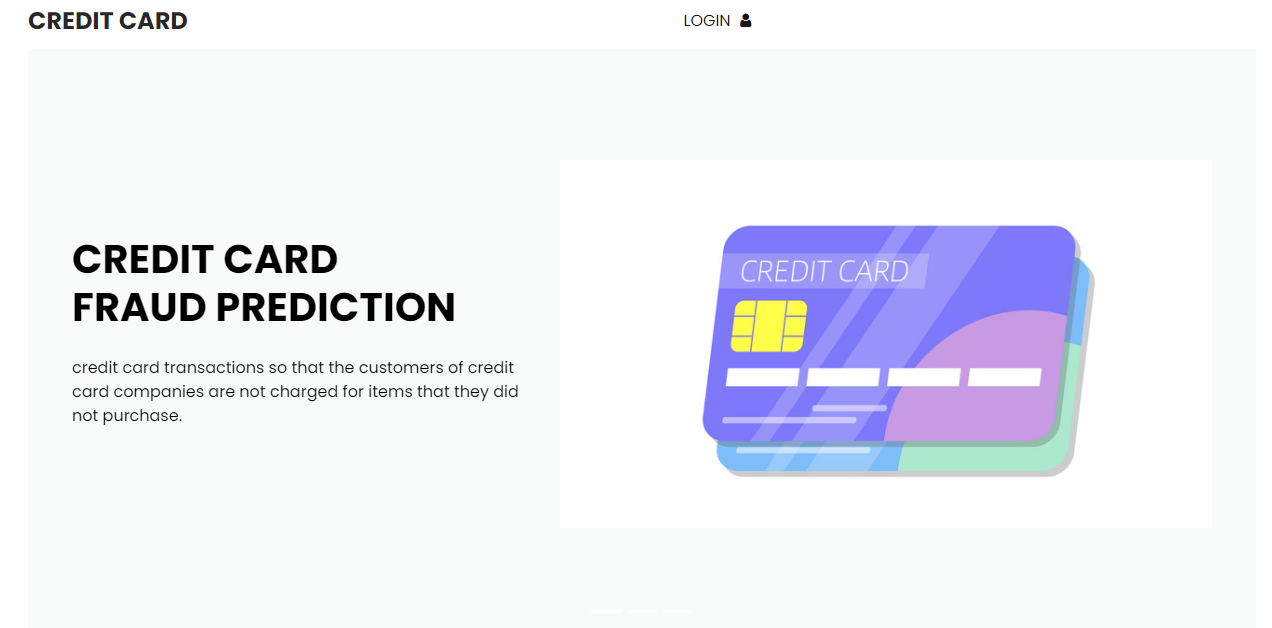 CREDIT CARD
LOGIN
CREDIT CARD
FRAUD PREDICTION
credit card transactions so that the customers of credit
card companies are not charged for items that they did
not purchase.
CREDIT CARD